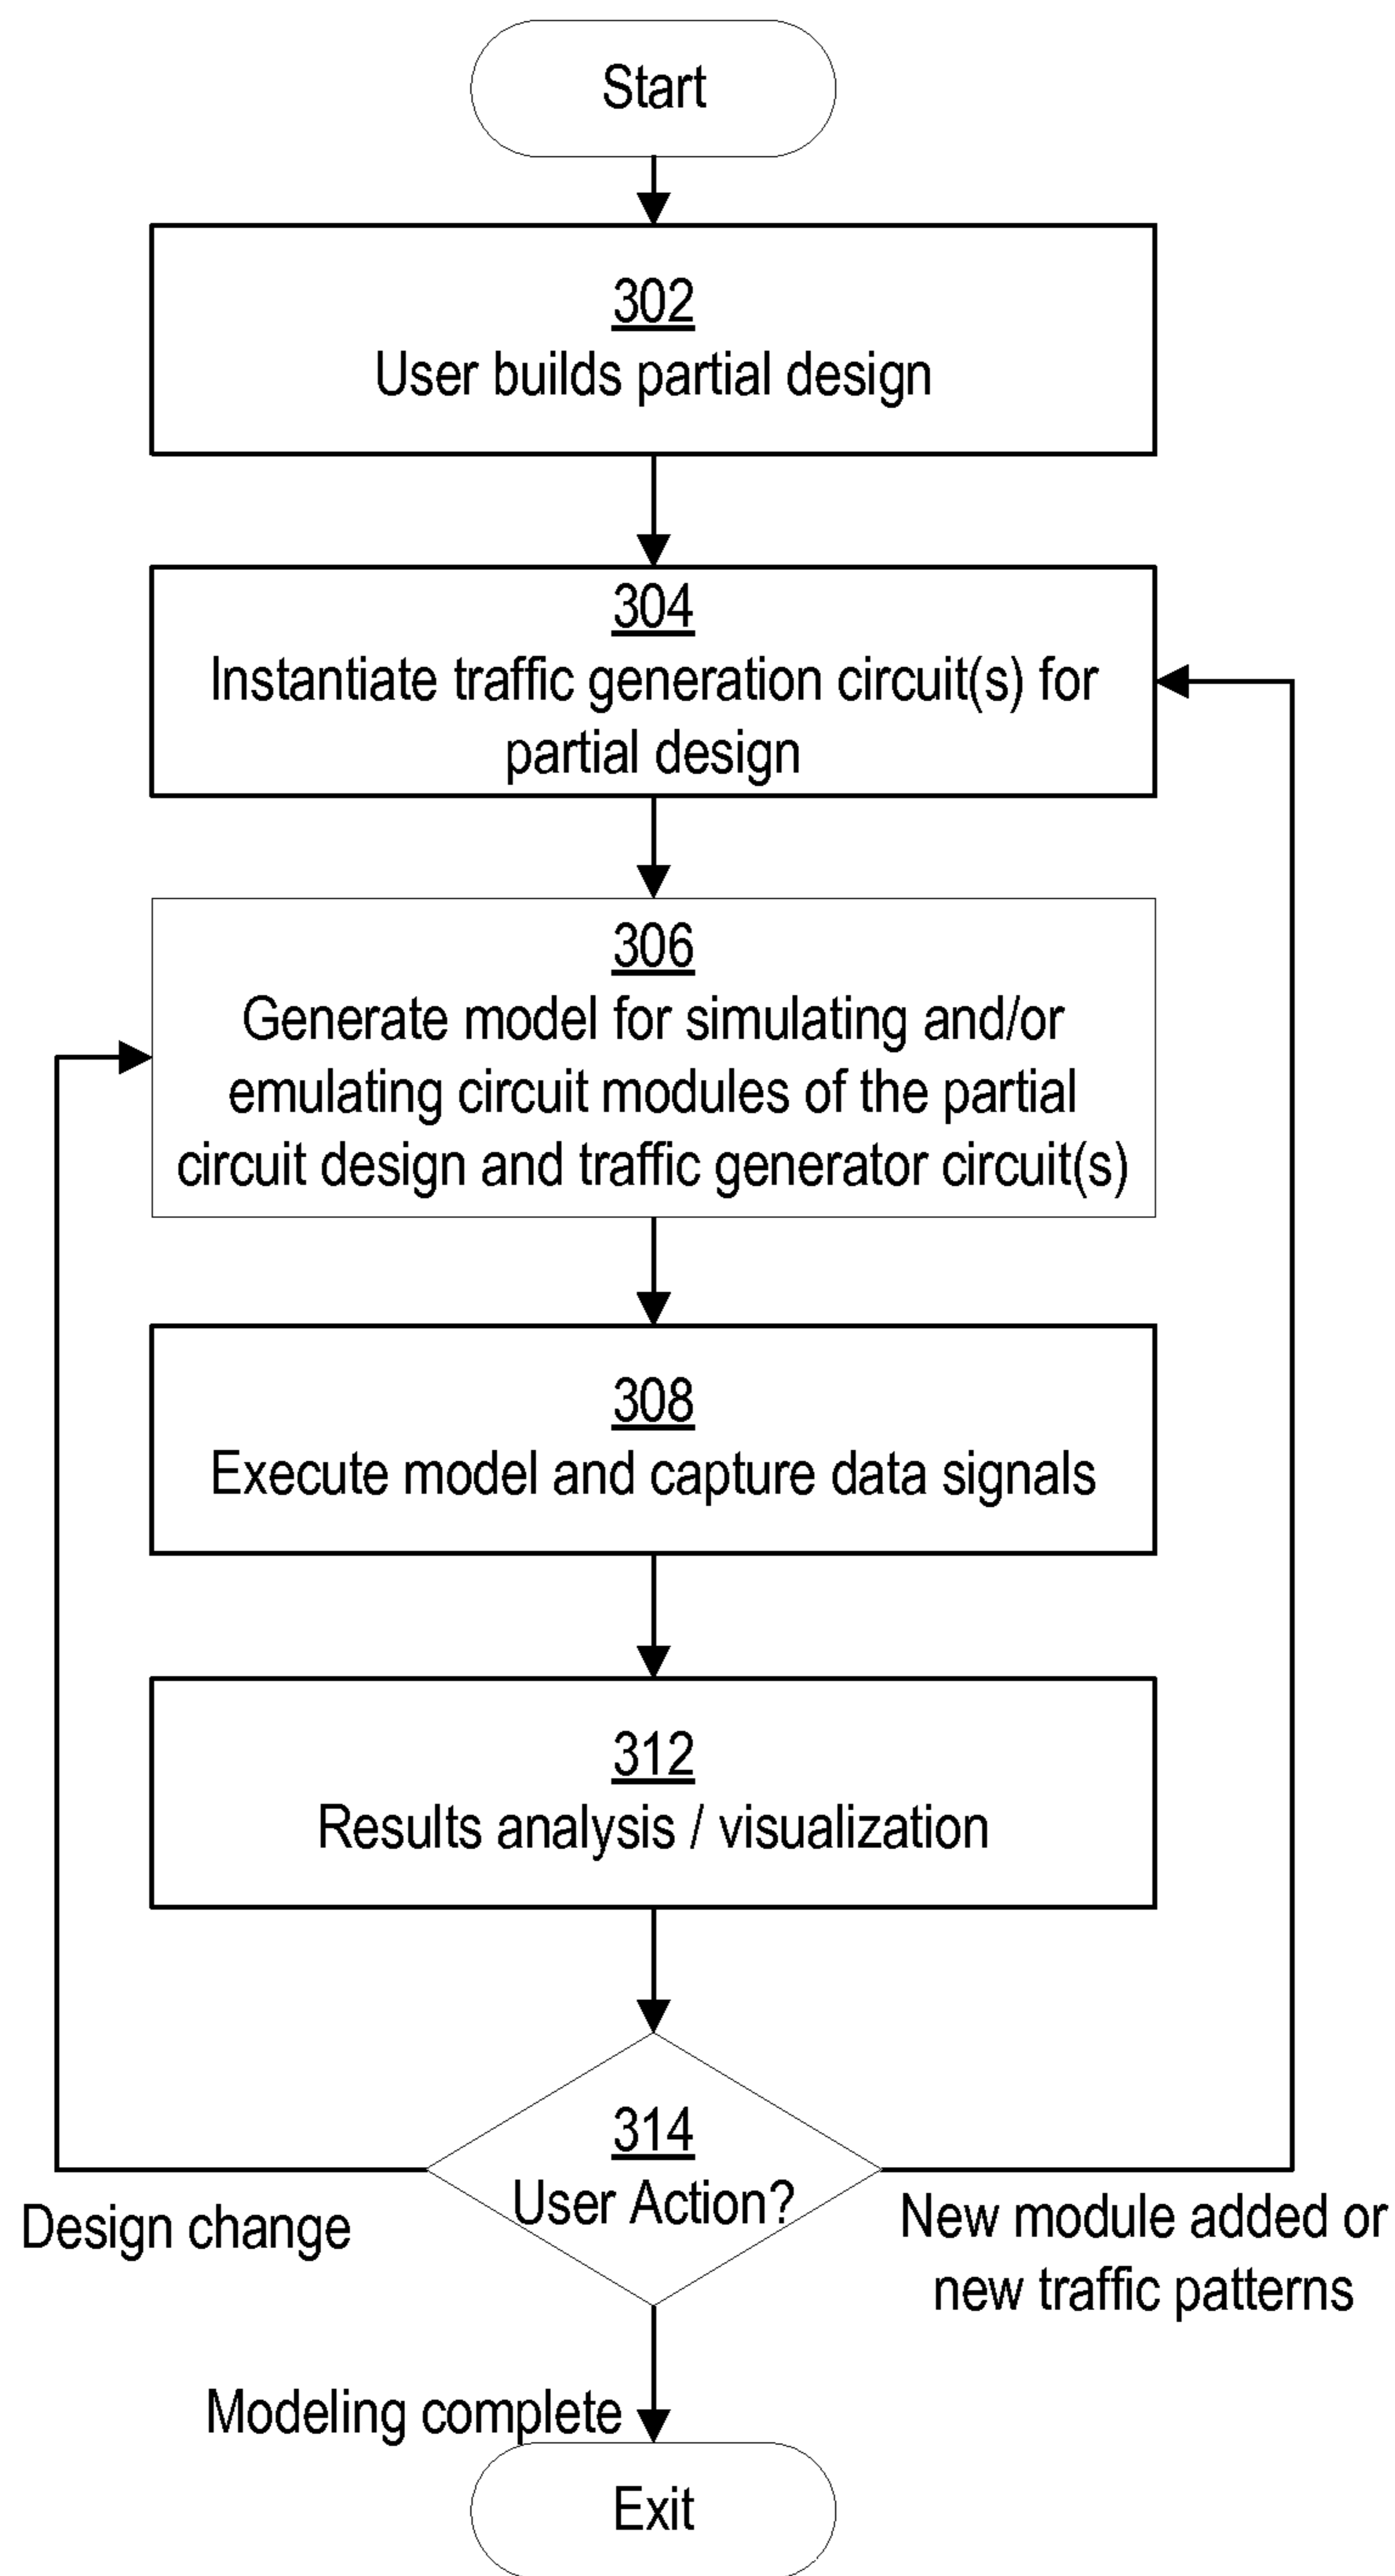 Start
302
User builds partial design
304
Instantiate traffic generation circuit(s) for
partial design
306
Generate model for simulating and/or
emulating circuit modules of the partial
circuit design and traffic generator circuit(s)
308
Execute model and capture data signals
312
Results analysis / visualization
314
User Action?
Design change
New module added or
new traffic patterns
Modeling complete
Exit